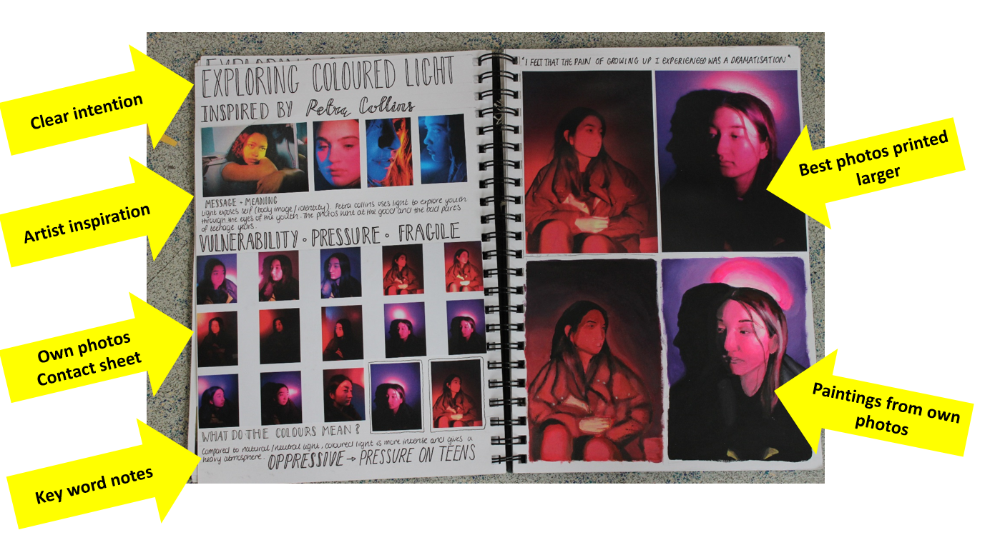 Clear intention
Artist inspiration
Own photos
Contact sheet
Key word notes
EXPLORING COLOURED LIGHT
INSPIRED BY Petra Collins
MESSAGE + MEANING
Light exposes self (body image/identity). Petra Collins uses light to explore youth
through the eyes of the youth. The photos hint at the good and the bad parts
of teenage years.
VULNERABILITY • PRESSURE • FRAGILE
WHAT DO THE COLOURS MEAN?
Compared to natural/neutral light, coloured light is more intense and gives a
heavy atmosphere. OPPRESSIVE → PRESSURE ON TEENS
"I FELT THAT THE PAIN OF GROWING UP I EXPERIENCED WAS A DRAMATISATION"
Best photos printed
larger
Paintings from own
photos